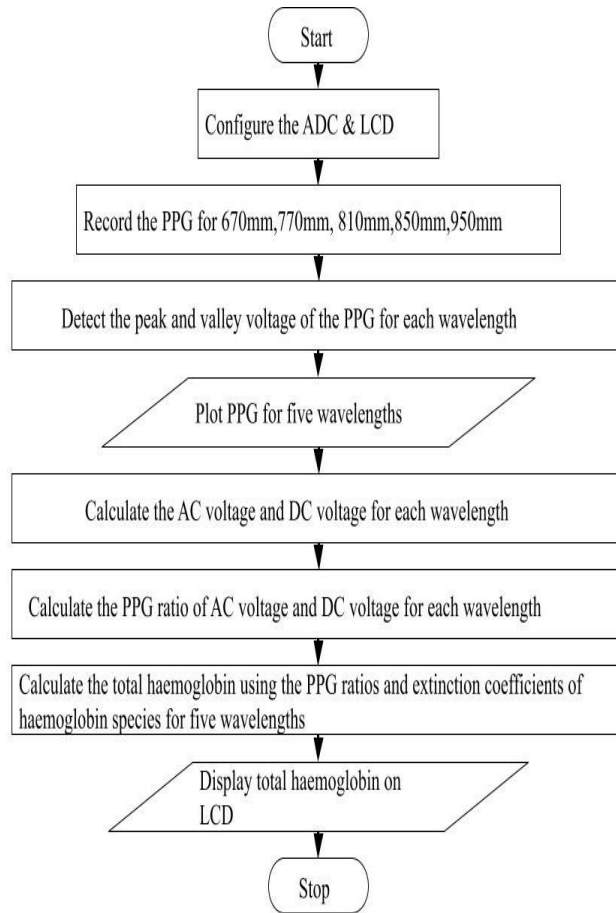 Start
Configure the ADC & LCD
Record the PPG for 670mm,770mm, 810mm,850mm,950mm
Detect the peak and valley voltage of the PPG for each wavelength
Plot PPG for five wavelengths
Calculate the AC voltage and DC voltage for each wavelength
Calculate the PPG ratio of AC voltage and DC voltage for each wavelength
Calculate the total haemoglobin using the PPG ratios and extinction coefficients of
haemoglobin species for five wavelengths
Display total haemoglobin on
LCD
Stop